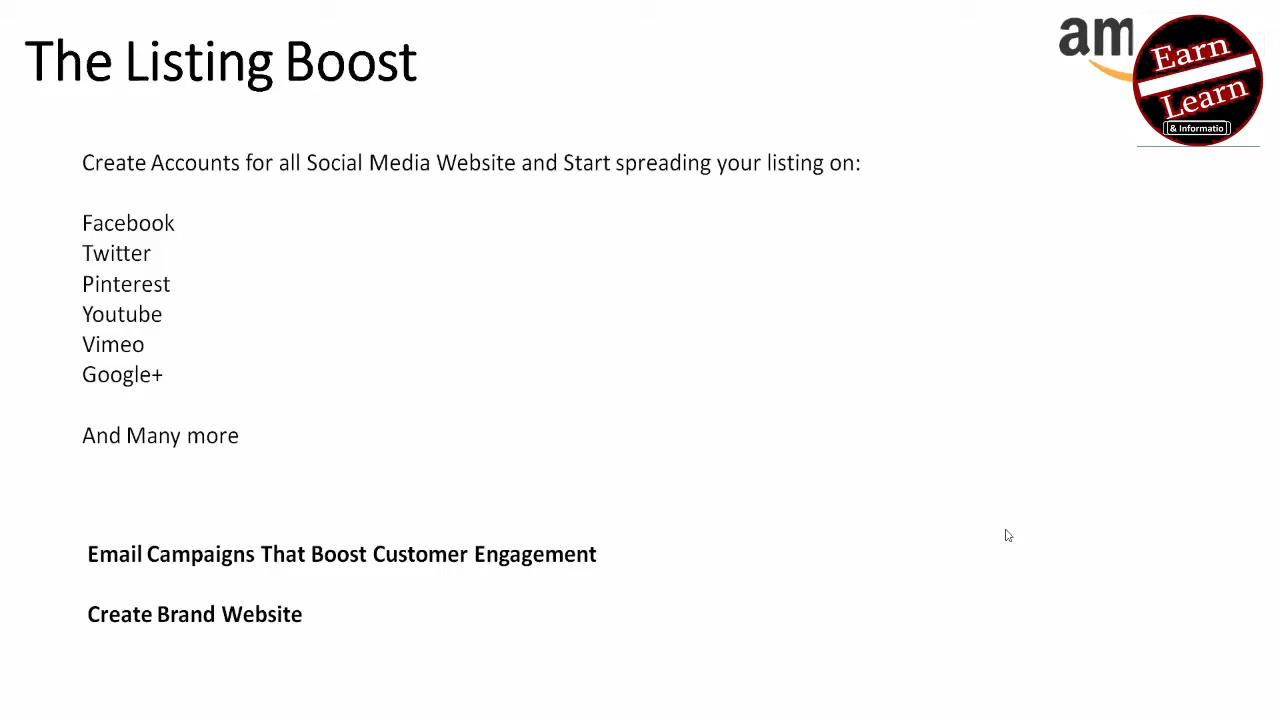 The Listing Boost
am
Earn
Learn
& Informatio
Create Accounts for all Social Media Website and Start spreading your listing on:
Facebook
Twitter
Pinterest
Youtube
Vimeo
Google+
And Many more
Email Campaigns That Boost Customer Engagement
Create Brand Website